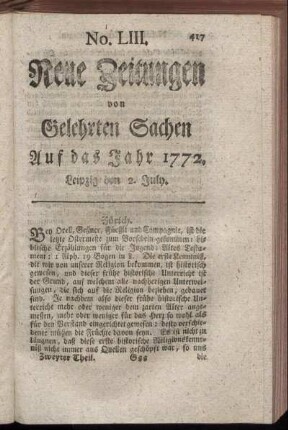 No. LIII.
417
Neue Zeitungen
von
Gelehrten Sachen
Auf das Jahr 1772.
Leipzig den 2. July.
Zürich.
Bey Orell, Geßner, Füeßli und Compagnie, ist die
letzte Ostermesse zum Vorschein gekommen: bi-
blische Erzählungen für die Jugend. Altes Testa-
ment: 1 Alph. 19 Bogen in 8. Die erste Kenntniß,
die wir von unsrer Religion bekommen, ist historisch
gewesen, und dieser frühe historische Unterricht ist
der Grund, auf welchem alle nachherigen Unterwei-
sungen, die sich auf die Religion beziehen, gebauet
sind. Je nachdem also dieser frühe historische Un-
terricht mehr oder weniger dem zarten Alter ange-
messen, mehr oder weniger für das Herz so wohl als
für den Verstand eingerichtet gewesen: desto verschie-
dener müssen die Früchte davon seyn. Es ist nicht zu
läugnen, daß diese erste historische Religionskennt-
niß nicht immer aus Quellen geschöpft war, so uns
Zweyter Theil. Ggg die